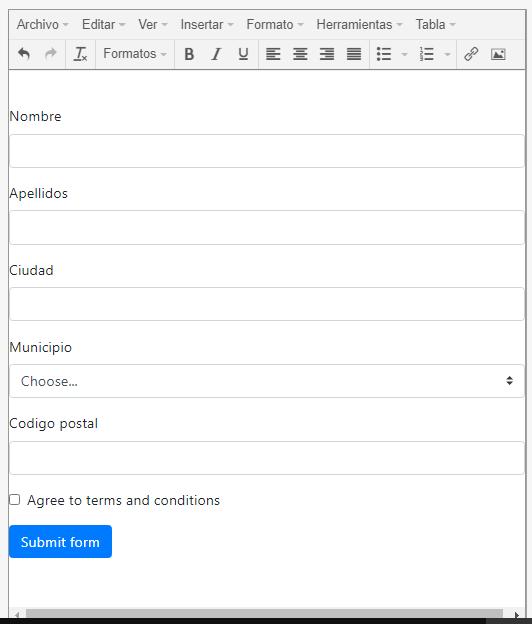 Archivo Editar Ver Insertar Formato Herramientas Tabla
Formatos B I U
Nombre
Apellidos
Ciudad
Municipio
Choose...
Codigo postal
Agree to terms and conditions
Submit form